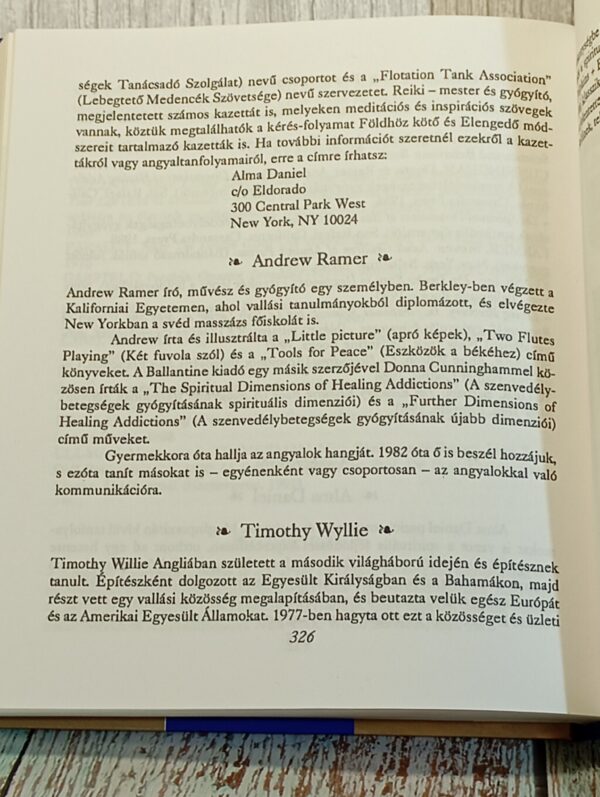 ségek Tanácsadó Szolgálat) nevű csoportot és a „Flotation Tank Association”
(Lebegtető Medencék Szövetsége) nevű szervezetet. Reiki – mester és gyógyító,
megjelentetett számos kazettát is, melyeken meditációs és inspirációs szövegek
vannak, köztük megtalálhatók a kérés-folyamat Földhöz kötő és Elengedő mód-
szereit tartalmazó kazetták is. Ha további információt szeretnél ezekről a kazet-
tákról vagy angyaltanfolyamairól, erre a címre írhatsz:
Alma Daniel
c/o Eldorado
300 Central Park West
New York, NY 10024
Andrew Ramer
Andrew Ramer író, művész és gyógyító egy személyben. Berkley-ben végzett a
Kaliforniai Egyetemen, ahol vallási tanulmányokból diplomázott, és elvégezte
New Yorkban a svéd masszázs főiskolát is.
Andrew írta és illusztrálta a „Little picture” (apró képek), „Two Flutes
Playing” (Két fuvola szól) és a „Tools for Peace” (Eszközök a békéhez) című
könyveket. A Ballantine kiadó egy másik szerzőjével Donna Cunninghammel kö-
zösen írták a „The Spiritual Dimensions of Healing Addictions” (A szenvedély-
betegségek gyógyításának spirituális dimenziói) és a „Further Dimensions of
Healing Addictions” (A szenvedélybetegségek gyógyításának újabb dimenziói)
című műveket.
Gyermekkora óta hallja az angyalok hangját. 1982 óta ő is beszél hozzájuk,
s ezóta tanít másokat is – egyénenként vagy csoportosan – az angyalokkal való
kommunikációra.
Timothy Wyllie
Timothy Willie Angliában született a második világháború idején és építésznek
tanult. Építészként dolgozott az Egyesült Királyságban és a Bahamákon, majd
részt vett egy vallási közösség megalapításában, és beutazta velük egész Európát
és az Amerikai Egyesült Államokat. 1977-ben hagyta ott ezt a közösséget és üzleti
326